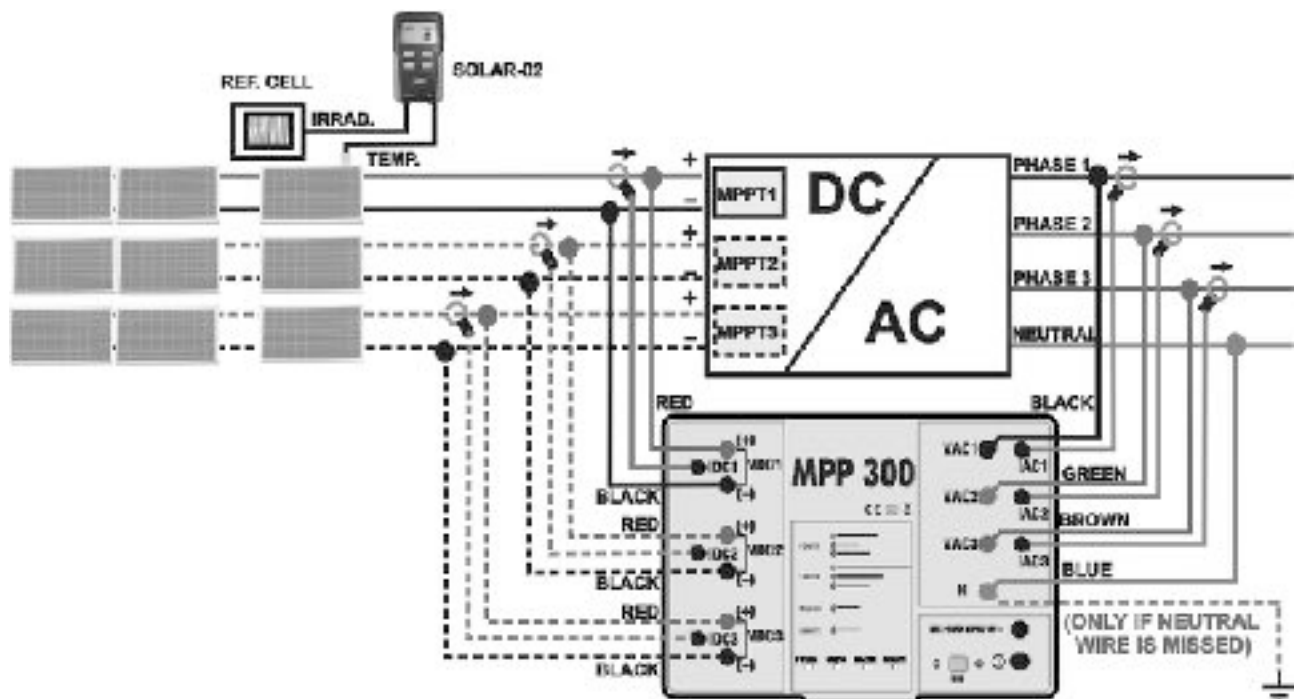 SOLAR-02
REF. CELL
IRRAD.
TEMP.
+
MPPT1
DC
PHASE 1
–
+
MPPT2
PHASE 2
–
+
MPPT3
AC
PHASE 3
–
NEUTRAL
RED
BLACK
(+)
IDC1
VDC1
MPP 300
VAC1
IAC1
BLACK
(-)
VAC2
GREEN
RED
(+)
IAC2
BROWN
IDC2
VDC2
VAC3
IAC3
BLACK
(-)
N
BLUE
RED
(+)
(ONLY IF NEUTRAL
WIRE IS MISSED)
IDC3
VDC3
BLACK
(-)